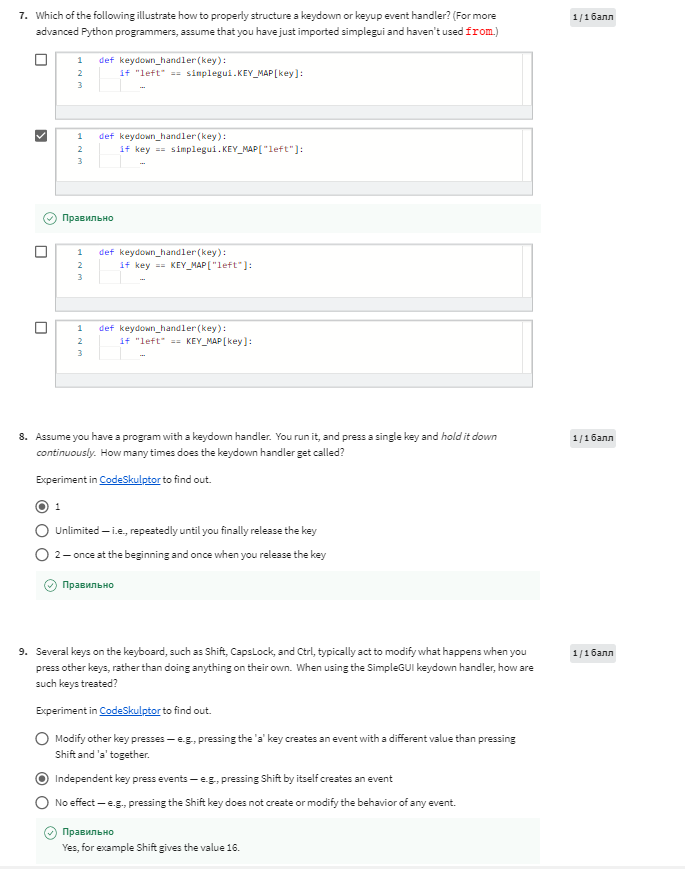 7. Which of the following illustrate how to properly structure a keydown or keyup event handler? (For more 1 / 1 балл
advanced Python programmers, assume that you have just imported simplegui and haven't used from.)
1 def keydown_handler(key):
2 if "left" == simplegui.KEY_MAP[key]:
3 …
1 def keydown_handler(key):
2 if key == simplegui.KEY_MAP["left"]:
3 …
Правильно
1 def keydown_handler(key):
2 if key == KEY_MAP["left"]:
3 …
1 def keydown_handler(key):
2 if "left" == KEY_MAP[key]:
3 …
8. Assume you have a program with a keydown handler. You run it, and press a single key and hold it down 1 / 1 балл
continuously. How many times does the keydown handler get called?
Experiment in CodeSkulptor to find out.
1
Unlimited — i.e., repeatedly until you finally release the key
2 — once at the beginning and once when you release the key
Правильно
9. Several keys on the keyboard, such as Shift, CapsLock, and Ctrl, typically act to modify what happens when you 1 / 1 балл
press other keys, rather than doing anything on their own. When using the SimpleGUI keydown handler, how are
such keys treated?
Experiment in CodeSkulptor to find out.
Modify other key presses — e.g., pressing the 'a' key creates an event with a different value than pressing
Shift and 'a' together.
Independent key press events — e.g., pressing Shift by itself creates an event
No effect — e.g., pressing the Shift key does not create or modify the behavior of any event.
Правильно
Yes, for example Shift gives the value 16.